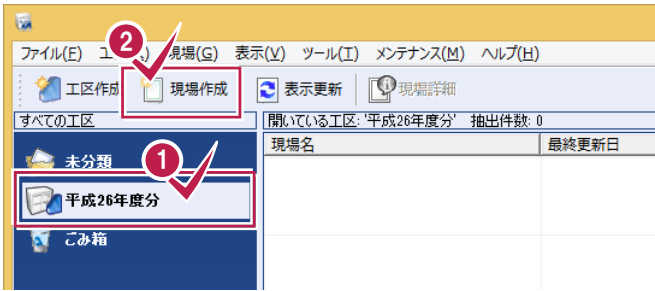 ファイル(F) 現場(G) 表示(V) ツール(T) メンテナンス(M) ヘルプ(H)
2
工区作成 現場作成 表示更新 現場詳細
すべての工区
開いている工区: '平成26年度分' 抽出件数: 0
現場名 最終更新日
未分類
1
平成26年度分
ごみ箱